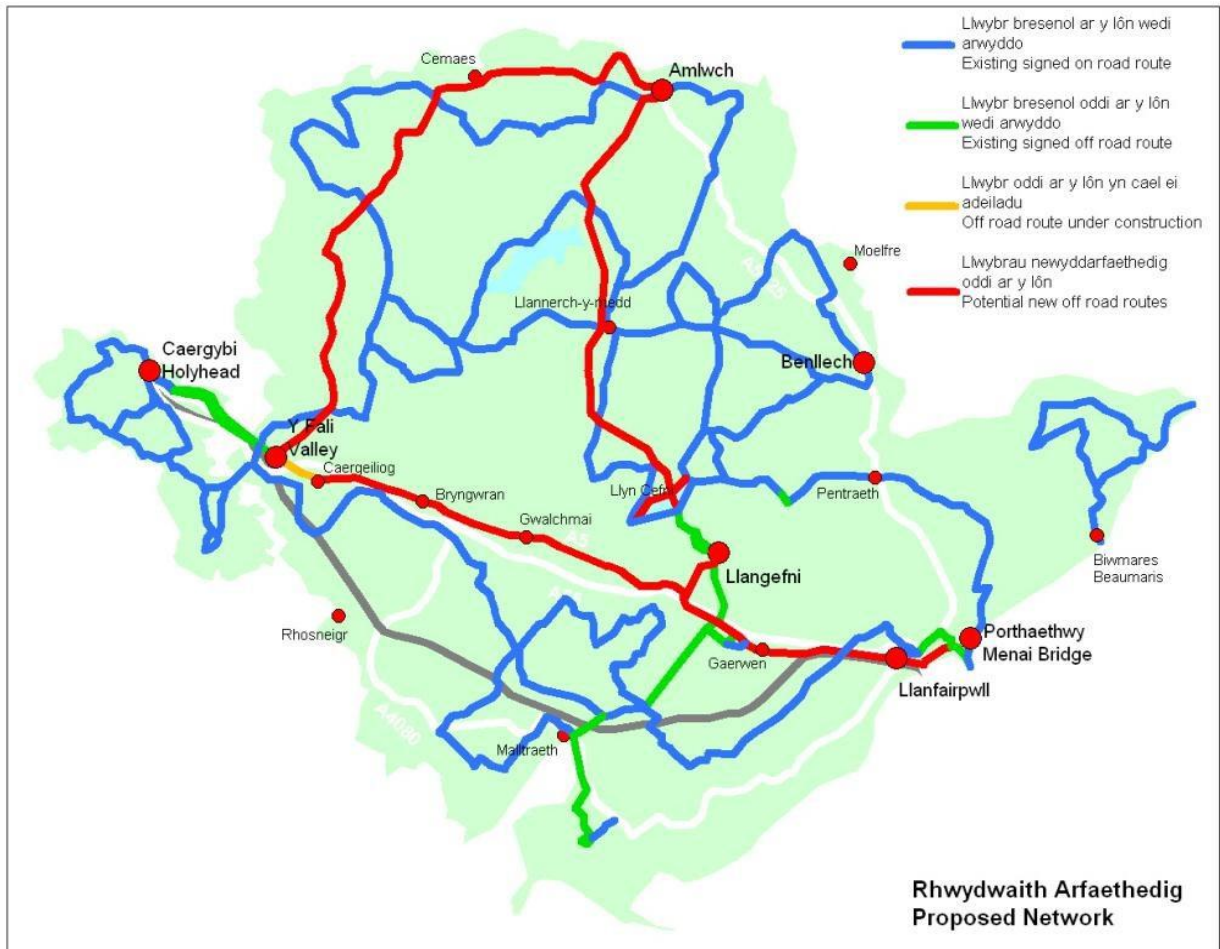 Llwybr bresenol ar y lôn wedi
arwyddo
Existing signed on road route
Llwybr bresenol oddi ar y lôn
wedi arwyddo
Existing signed off road route
Llwybr oddi ar y lôn yn cael ei
adeiladu
Off road route under construction
Llwybrau newyddarfaethedig
oddi ar y lôn
Potential new off road routes
Cemaes
Amlwch
Moelfre
Llannerch-y-medd
Caergybi
Holyhead
Benllech
Y Fali
Valley
Caergeiliog
Bryngwran
Llyn Cefni
Pentraeth
Gwalchmai
A5
Llangefni
Biwmares
Beaumaris
Rhosneigr
Porthaethwy
Menai Bridge
Gaerwen
Llanfairpwll
A4080
Malltraeth
Rhwydwaith Arfaethedig
Proposed Network